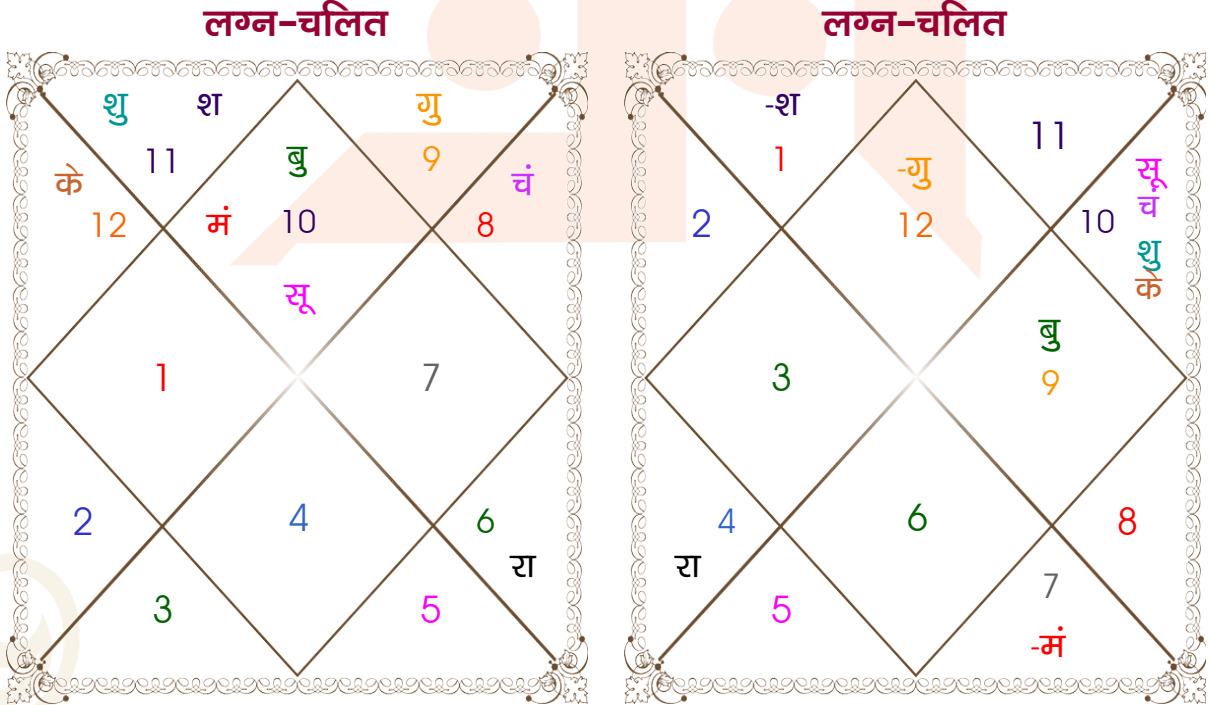 लग्न-चलित
शु श गु
बु
11 9
के चं
12 मं 10 8
सू
1 7
2 4 6
रा
3 5
लग्न-चलित
-श
11
1 -गु सू
चं
2 12 10
शु
के
बु
3 9
4 6 8
रा 7
5
-मं